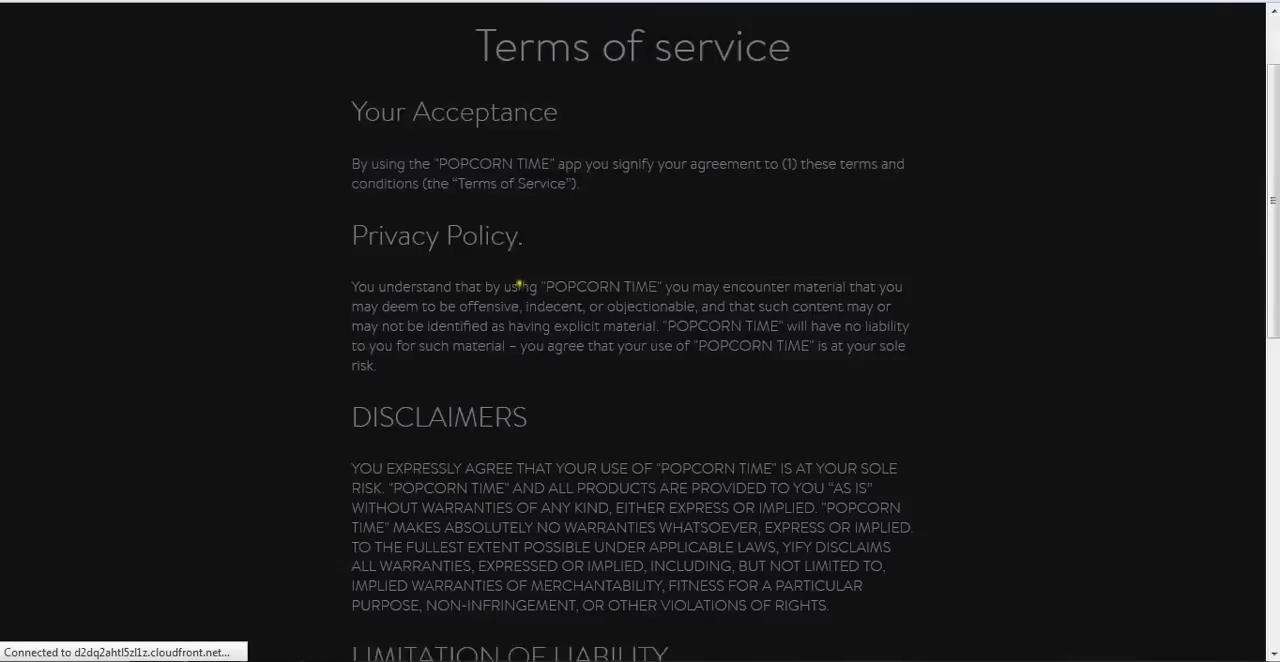 Terms of service
Your Acceptance
By using the "POPCORN TIME" app you signify your agreement to (1) these terms and
conditions (the “Terms of Service”).
Privacy Policy.
You understand that by using "POPCORN TIME" you may encounter material that you
may deem to be offensive, indecent, or objectionable, and that such content may or
may not be identified as having explicit material. "POPCORN TIME" will have no liability
to you for such material – you agree that your use of "POPCORN TIME" is at your sole
risk.
DISCLAIMERS
YOU EXPRESSLY AGREE THAT YOUR USE OF "POPCORN TIME" IS AT YOUR SOLE
RISK. "POPCORN TIME" AND ALL PRODUCTS ARE PROVIDED TO YOU “AS IS”
WITHOUT WARRANTIES OF ANY KIND, EITHER EXPRESS OR IMPLIED. "POPCORN
TIME" MAKES ABSOLUTELY NO WARRANTIES WHATSOEVER, EXPRESS OR IMPLIED.
TO THE FULLEST EXTENT POSSIBLE UNDER APPLICABLE LAWS, YIFY DISCLAIMS
ALL WARRANTIES, EXPRESSED OR IMPLIED, INCLUDING, BUT NOT LIMITED TO,
IMPLIED WARRANTIES OF MERCHANTABILITY, FITNESS FOR A PARTICULAR
PURPOSE, NON-INFRINGEMENT, OR OTHER VIOLATIONS OF RIGHTS.
LIMITATION OF LIABILITY
Connected to d2dq2ahtl5zl1z.cloudfront.net...